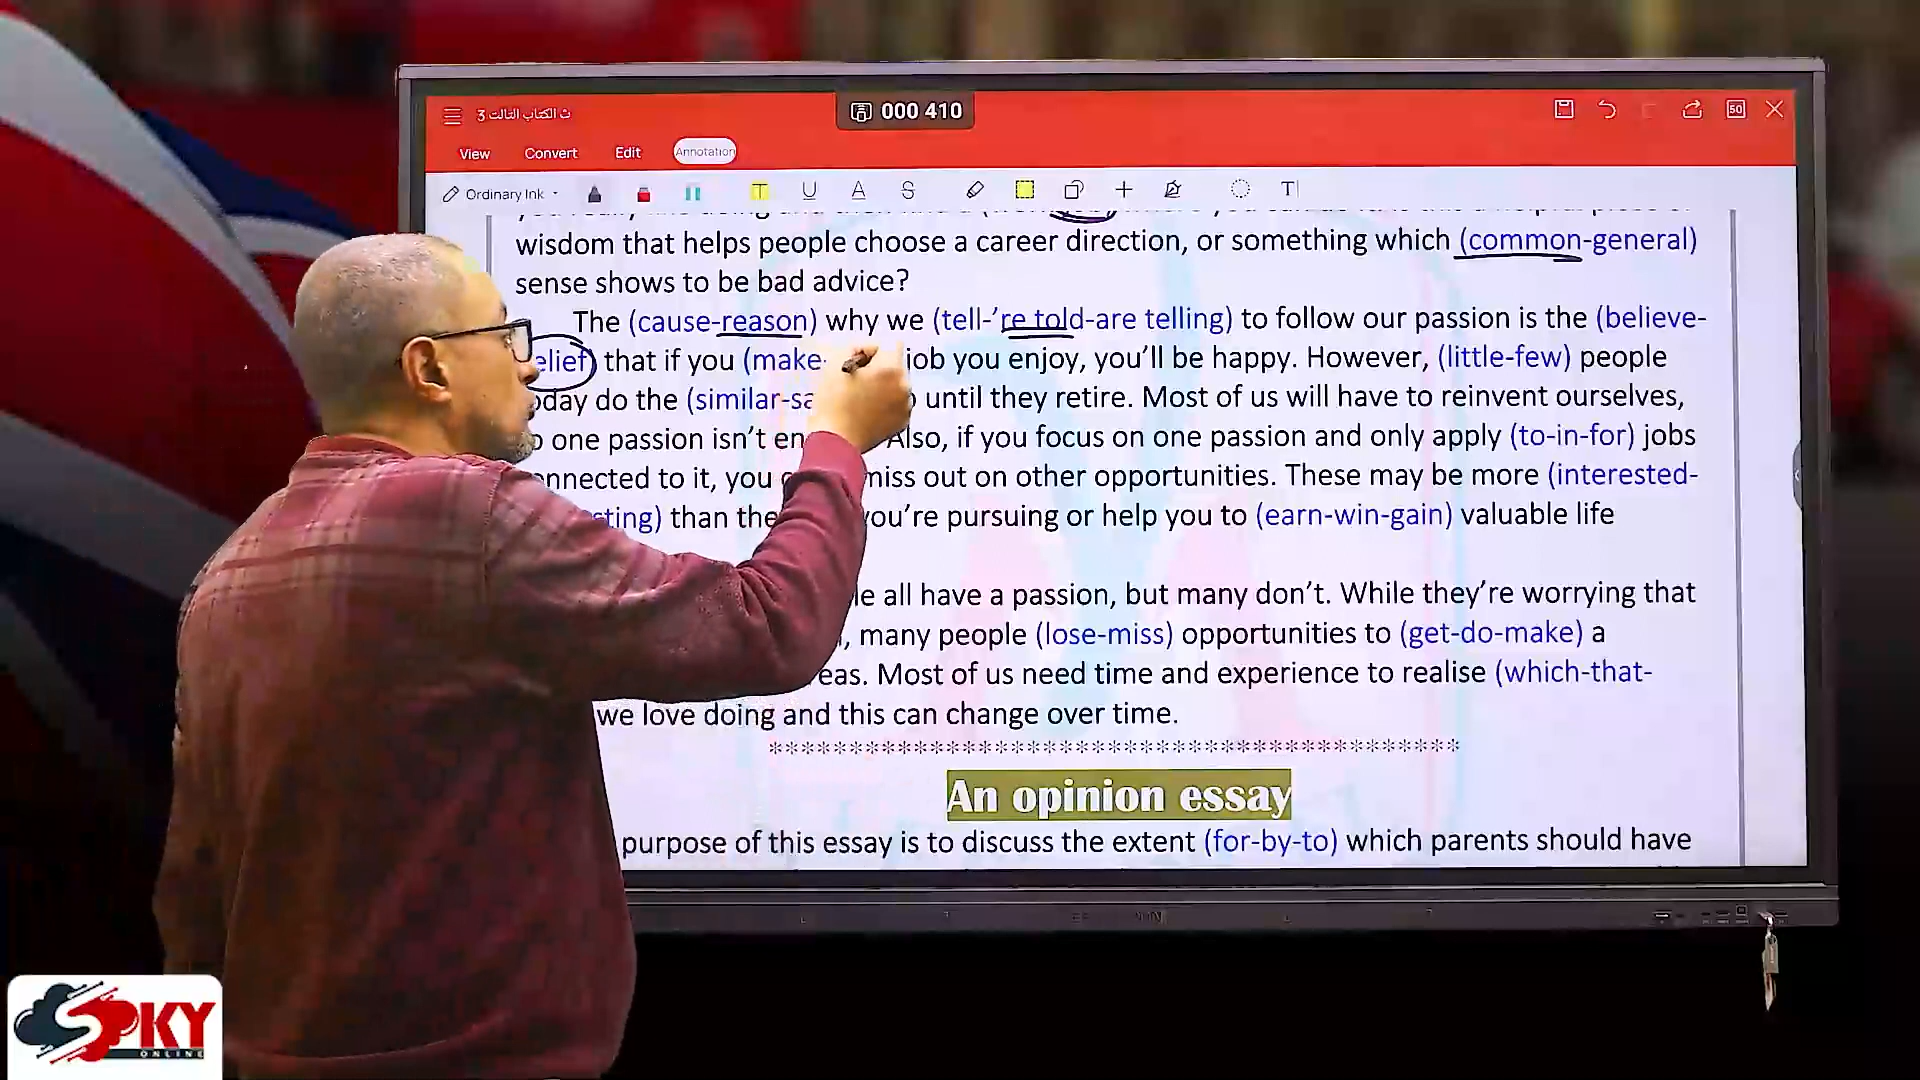 ث الكتاب التالت 3
000 410
50
View Convert Edit Annotation
Ordinary Ink T U A S T
wisdom that helps people choose a career direction, or something which (common-general)
sense shows to be bad advice?
The (cause-reason) why we (tell-'re told-are telling) to follow our passion is the (believe-
elief) that if you (make- job you enjoy, you'll be happy. However, (little-few) people
oday do the (similar-sa until they retire. Most of us will have to reinvent ourselves,
o one passion isn't en Also, if you focus on one passion and only apply (to-in-for) jobs
nnected to it, you miss out on other opportunities. These may be more (interested-
sting) than the you're pursuing or help you to (earn-win-gain) valuable life
le all have a passion, but many don't. While they're worrying that
, many people (lose-miss) opportunities to (get-do-make) a
eas. Most of us need time and experience to realise (which-that-
we love doing and this can change over time.
*******************************************
An opinion essay
purpose of this essay is to discuss the extent (for-by-to) which parents should have
SPKY
ONLINE